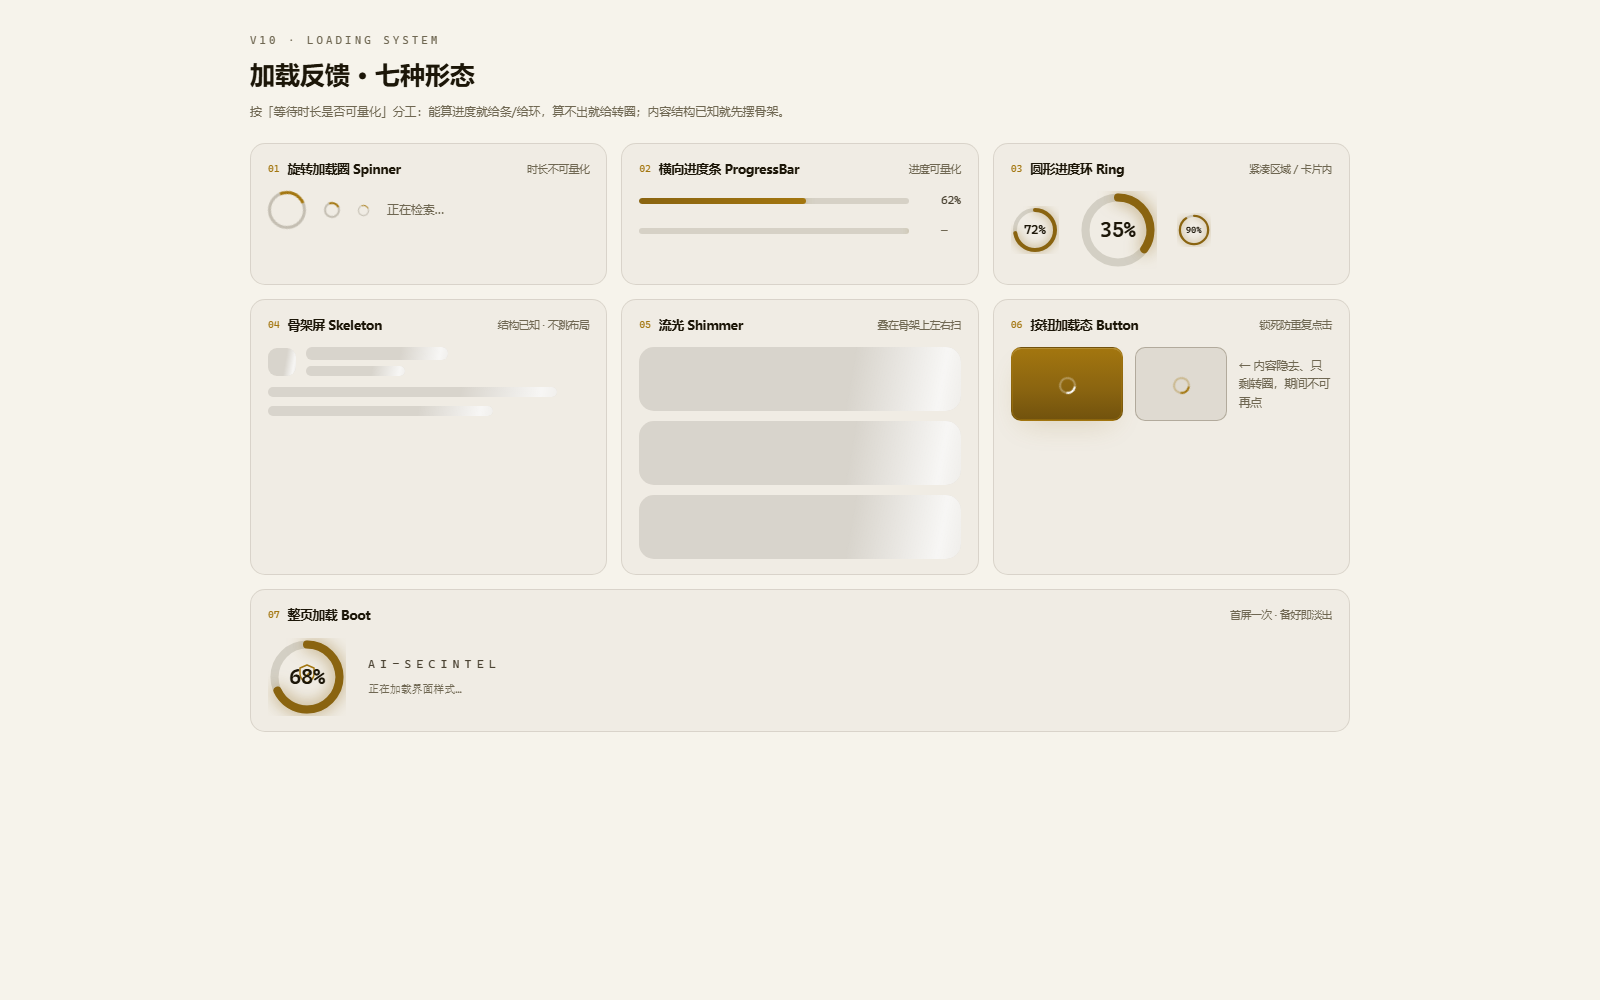 V10 · LOADING SYSTEM
加载反馈 · 七种形态
按「等待时长是否可量化」分工：能算进度就给条/给环，算不出就给转圈；内容结构已知就先摆骨架。
01 旋转加载圈 Spinner 时长不可量化
正在检索…
02 横向进度条 ProgressBar 进度可量化
62%
—
03 圆形进度环 Ring 紧凑区域 / 卡片内
72% 35% 90%
04 骨架屏 Skeleton 结构已知 · 不跳布局
05 流光 Shimmer 叠在骨架上左右扫
06 按钮加载态 Button 锁死防重复点击
← 内容隐去、只
剩转圈，期间不可
再点
07 整页加载 Boot 首屏一次 · 备好即淡出
68%
AI-SECINTEL
正在加载界面样式…